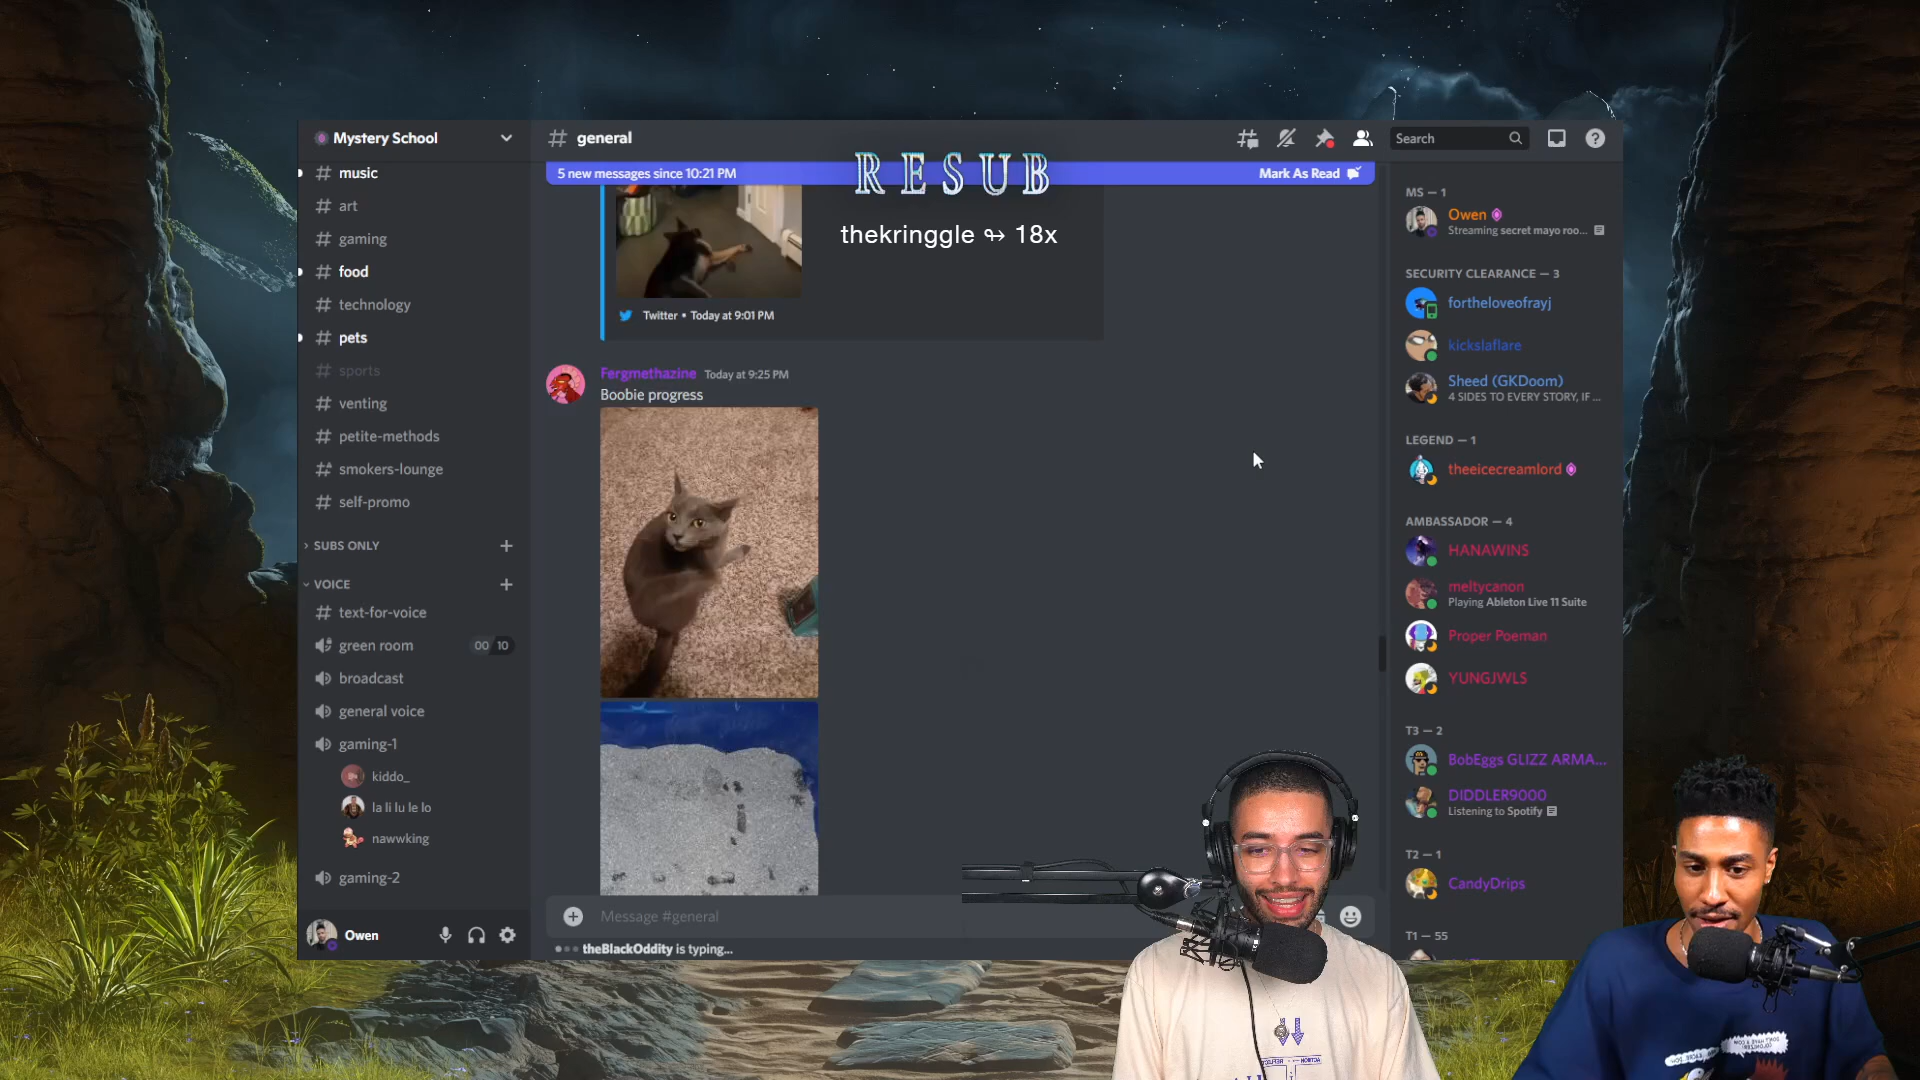 Mystery School
music
art
gaming
food
technology
pets
sports
venting
petite-methods
smokers-lounge
self-promo
SUBS ONLY
VOICE
text-for-voice
green room 00 10
broadcast
general voice
gaming-1
kiddo_
la li lu le lo
nawwking
gaming-2
Owen
# general
Search
5 new messages since 10:21 PM
Mark As Read
RESUB
thekringgle ↬ 18x
Twitter • Today at 9:01 PM
Fergmethazine Today at 9:25 PM
Boobie progress
Message #general
theBlackOddity is typing...
MS — 1
Owen
Streaming secret mayo roo...
SECURITY CLEARANCE — 3
fortheloveofrayj
kickslaflare
Sheed (GKDoom)
4 SIDES TO EVERY STORY, IF ...
LEGEND — 1
theeicecreamlord
AMBASSADOR — 4
HANAWINS
meltycanon
Playing Ableton Live 11 Suite
Proper Poeman
YUNGJWLS
T3 — 2
BobEggs GLIZZ ARMA...
DIDDLER9000
Listening to Spotify
T2 — 1
CandyDrips
T1 — 55